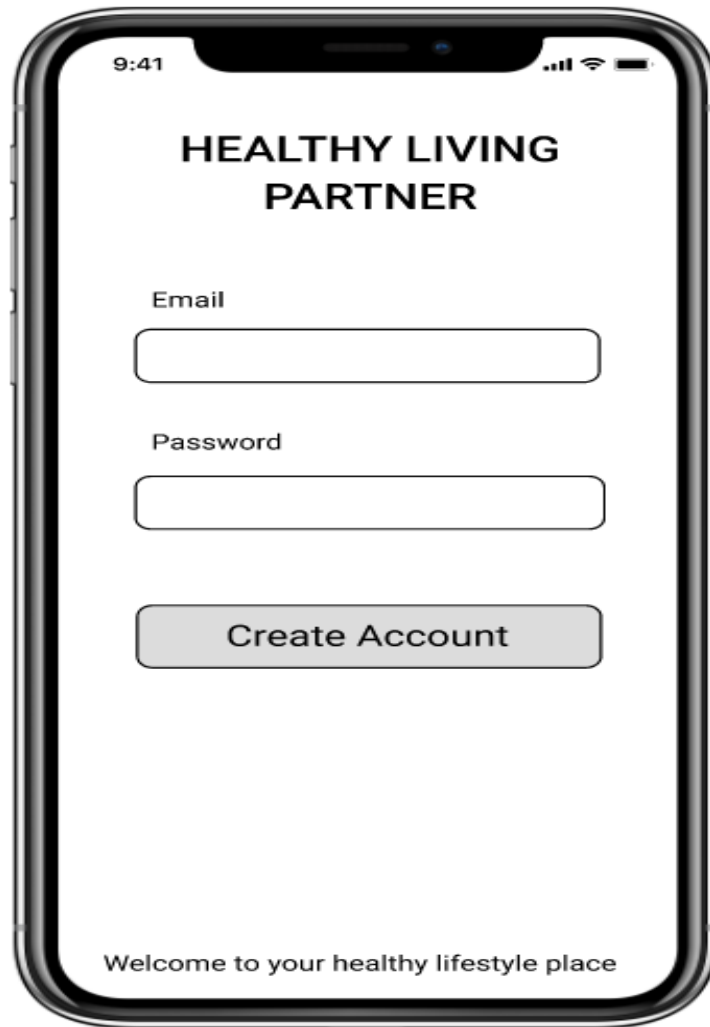 9:41
HEALTHY LIVING
PARTNER
Email
Password
Create Account
Welcome to your healthy lifestyle place